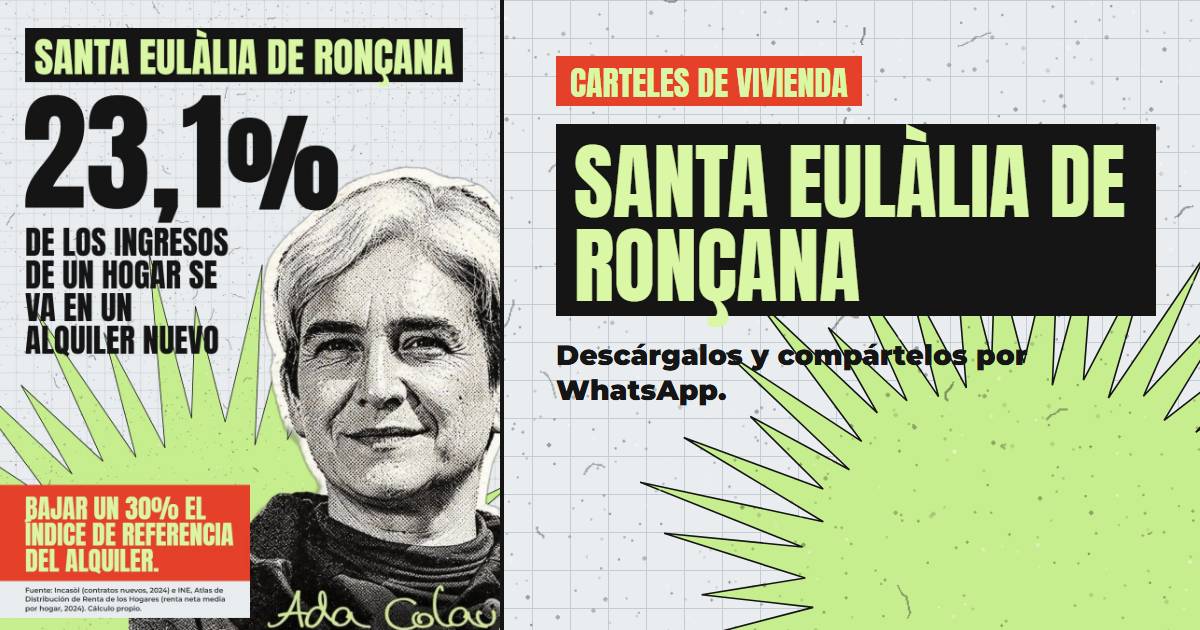 SANTA EULÀLIA DE RONÇANA
23,1%
DE LOS INGRESOS
DE UN HOGAR SE
VA EN UN
ALQUILER NUEVO
BAJAR UN 30% EL
ÍNDICE DE REFERENCIA
DEL ALQUILER.
Fuente: Incasòl (contratos nuevos, 2024) e INE, Atlas de
Distribución de Renta de los Hogares (renta neta media
por hogar, 2024). Cálculo propio.
Ada Colau
CARTELES DE VIVIENDA
SANTA EULÀLIA DE
RONÇANA
Descárgalos y compártelos por
WhatsApp.